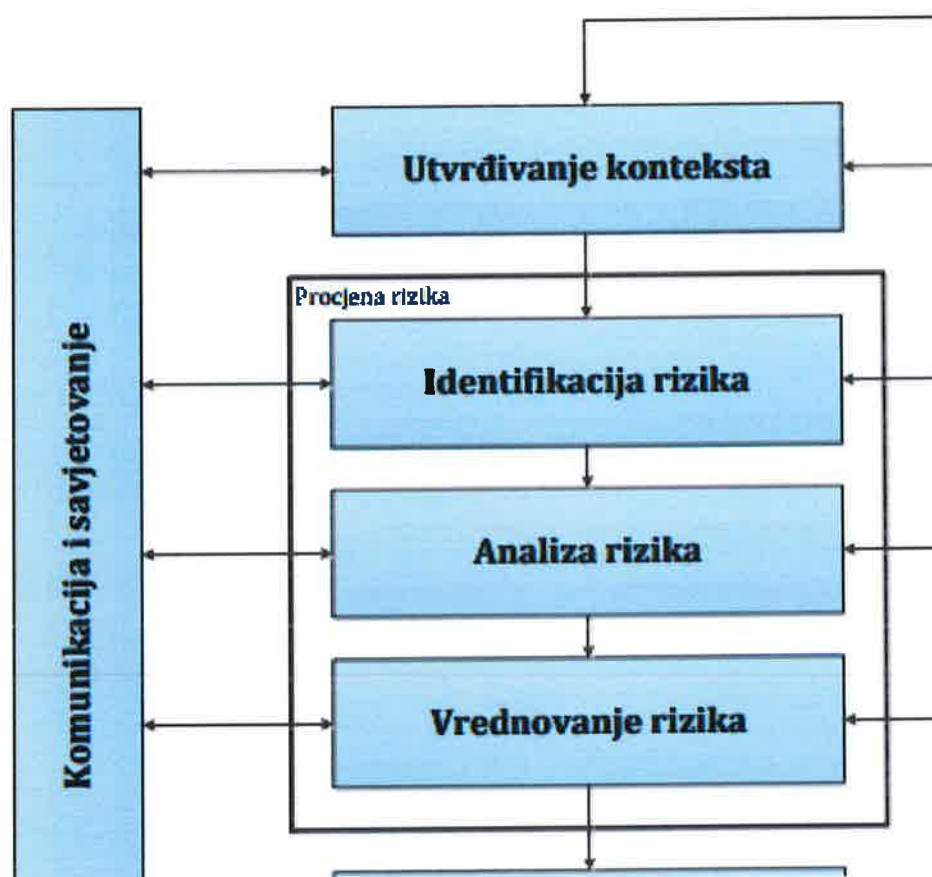 Utvrđivanje konteksta
Procjena rizika
Identifikacija rizika
Analiza rizika
Vrednovanje rizika
Komunikacija i savjetovanje